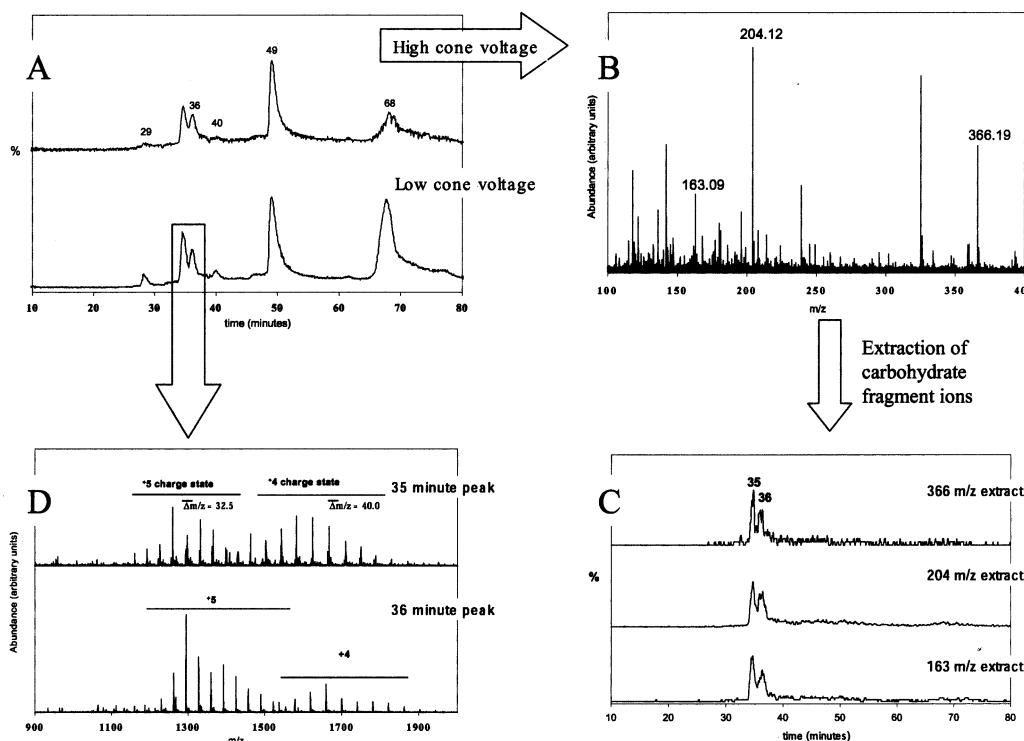 A
29
36
40
49
68
%
Low cone voltage
10 20 30 40 50 60 70 80
time (minutes)
High cone voltage
B
204.12
366.19
163.09
Abundance (arbitrary units)
100 150 200 250 300 350 400
m/z
Extraction of
carbohydrate
fragment ions
D
+5 charge state
Δm/z = 32.5
+4 charge state
Δm/z = 40.0
35 minute peak
+5
36 minute peak
+4
Abundance (arbitrary units)
900 1100 1300 1500 1700 1900
m/z
C
35
36
366 m/z extract
%
204 m/z extract
163 m/z extract
10 20 30 40 50 60 70 80
time (minutes)